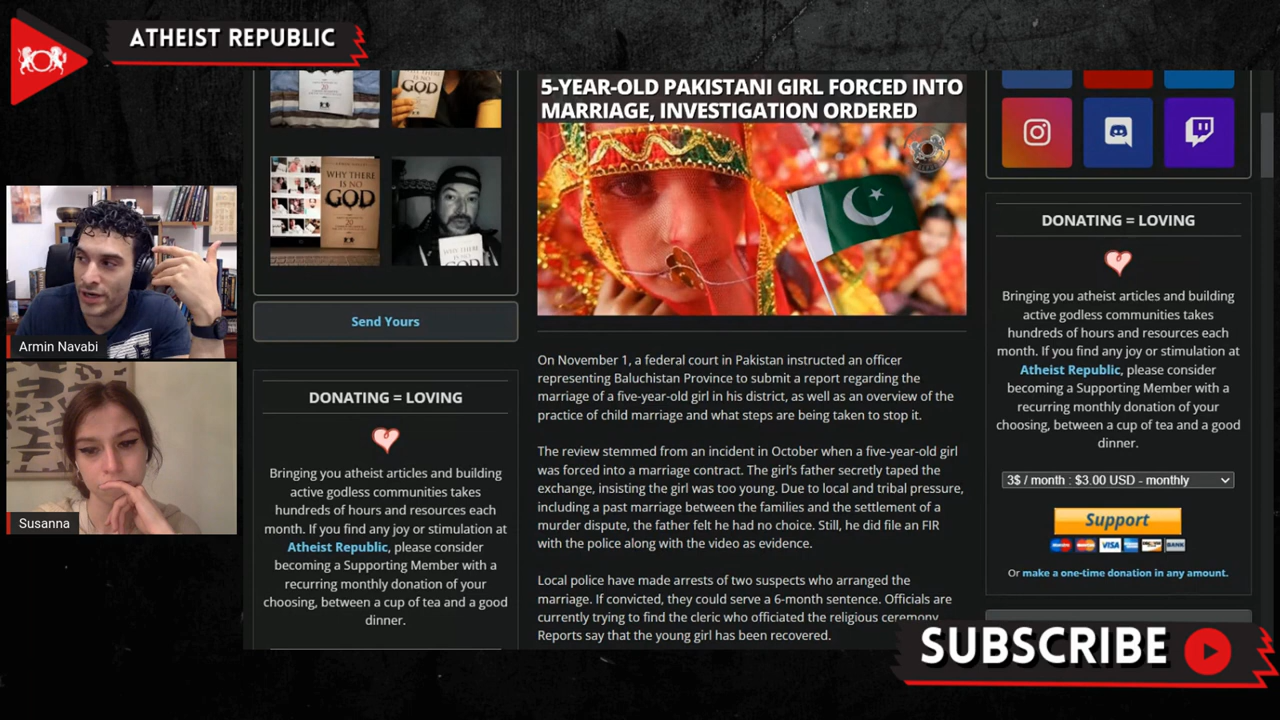 ATHEIST REPUBLIC
WHY THERE
IS NO
GOD
Send Yours
DONATING = LOVING
Bringing you atheist articles and building
active godless communities takes
hundreds of hours and resources each
month. If you find any joy or stimulation at
Atheist Republic, please consider
becoming a Supporting Member with a
recurring monthly donation of your
choosing, between a cup of tea and a good
dinner.
5-YEAR-OLD PAKISTANI GIRL FORCED INTO
MARRIAGE, INVESTIGATION ORDERED
On November 1, a federal court in Pakistan instructed an officer
representing Baluchistan Province to submit a report regarding the
marriage of a five-year-old girl in his district, as well as an overview of the
practice of child marriage and what steps are being taken to stop it.
The review stemmed from an incident in October when a five-year-old girl
was forced into a marriage contract. The girl's father secretly taped the
exchange, insisting the girl was too young. Due to local and tribal pressure,
including a past marriage between the families and the settlement of a
murder dispute, the father felt he had no choice. Still, he did file an FIR
with the police along with the video as evidence.
Local police have made arrests of two suspects who arranged the
marriage. If convicted, they could serve a 6-month sentence. Officials are
currently trying to find the cleric who officiated the religious ceremony.
Reports say that the young girl has been recovered.
DONATING = LOVING
Bringing you atheist articles and building
active godless communities takes
hundreds of hours and resources each
month. If you find any joy or stimulation at
Atheist Republic, please consider
becoming a Supporting Member with a
recurring monthly donation of your
choosing, between a cup of tea and a good
dinner.
3$ / month : $3.00 USD - monthly
Support
VISA
BANK
Or make a one-time donation in any amount.
Armin Navabi
Susanna
SUBSCRIBE